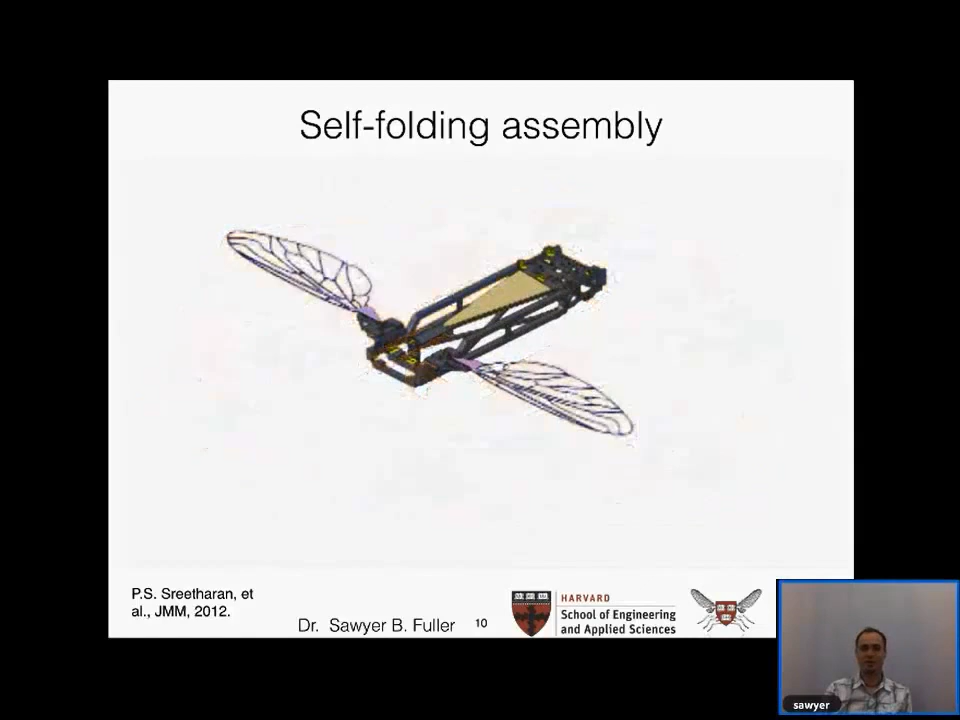 Self-folding assembly
P.S. Sreetharan, et
al., JMM, 2012.
Dr. Sawyer B. Fuller
10
HARVARD
School of Engineering
and Applied Sciences
sawyer